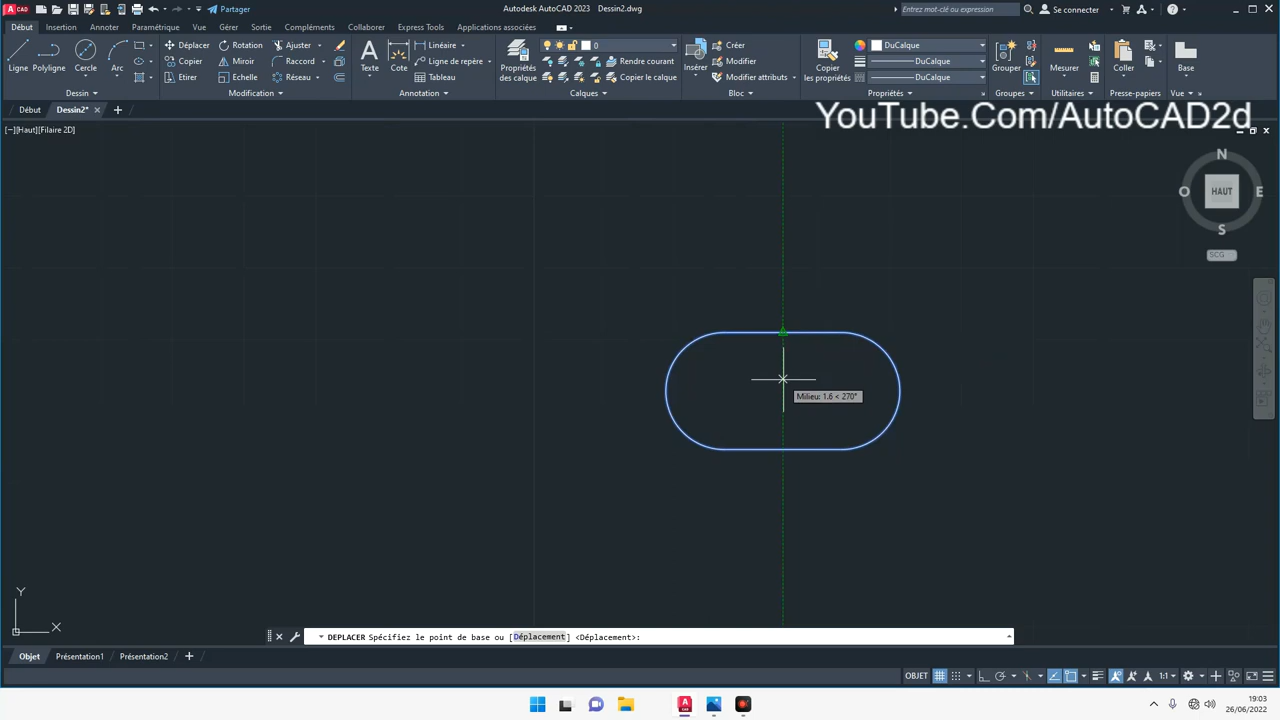 CAD Partager Autodesk AutoCAD 2023 Dessin2.dwg Entrez mot-clé ou expression Se connecter
Début Insertion Annoter Paramétrique Vue Gérer Sortie Compléments Collaborer Express Tools Applications associées
Ligne Polyligne Cercle Arc
Déplacer Rotation Ajuster
Copier Miroir Raccord
Etirer Echelle Réseau
Texte Cote
Linéaire
Ligne de repère
Tableau
Propriétés du calque
0
Rendre courant
Copier le calque
Insérer
Créer
Modifier
Modifier attributs
Copier les propriétés
DuCalque
DuCalque
DuCalque
Grouper
Mesurer
Coller
Base
Dessin Modification Annotation Calques Bloc Propriétés Groupes Utilitaires Presse-papiers Vue
Début Dessin2*
YouTube.Com/AutoCAD2d
[−][Haut][Filaire 2D]
N
O HAUT E
S
SCG
Milieu: 1.6 < 270°
Y
X
DEPLACER Spécifiez le point de base ou [Déplacement] <Déplacement>:
Objet Présentation1 Présentation2
OBJET 1:1
19:03
26/06/2022